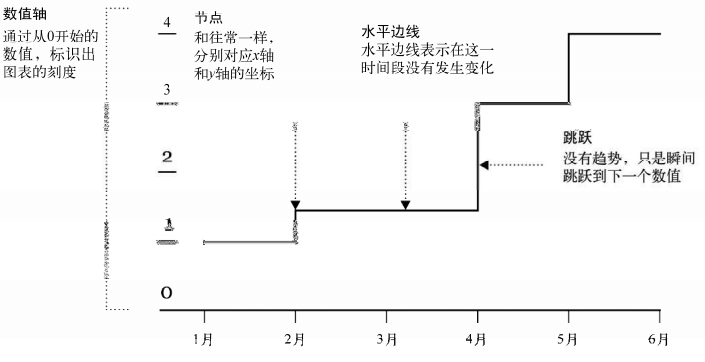 数值轴
通过从0开始的
数值，标识出
图表的刻度
节点
和往常一样，
分别对应x轴
和y轴的坐标
水平边线
水平边线表示在这一
时间段没有发生变化
跳跃
没有趋势，只是瞬间
跳跃到下一个数值
4
3
2
1
0
1月 2月 3月 4月 5月 6月